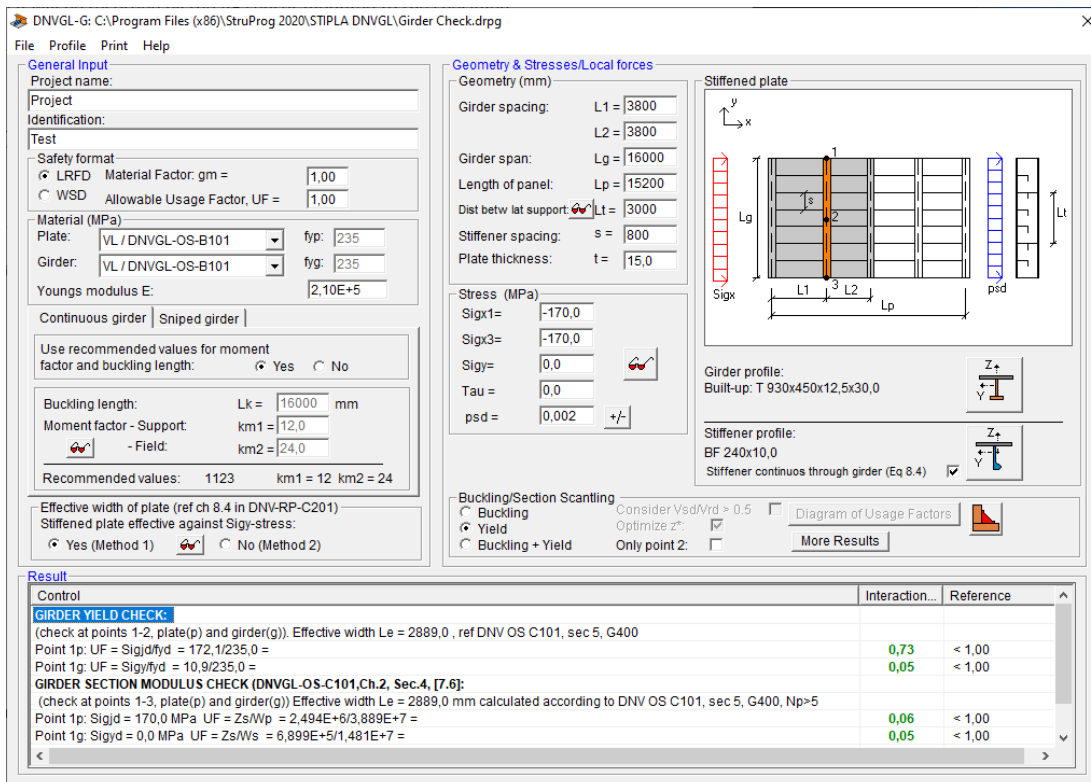 DNVGL-G: C:\Program Files (x86)\StruProg 2020\STIPLA DNVGL\Girder Check.drpg
File Profile Print Help
General Input
Project name:
Project
Identification:
Test
Safety format
LRFD Material Factor: gm = 1,00
WSD Allowable Usage Factor, UF = 1,00
Material (MPa)
Plate: VL / DNVGL-OS-B101 fyp: 235
Girder: VL / DNVGL-OS-B101 fyg: 235
Youngs modulus E: 2,10E+5
Continuous girder Sniped girder
Use recommended values for moment
factor and buckling length: Yes No
Buckling length: Lk = 16000 mm
Moment factor - Support: km1 = 12,0
- Field: km2 = 24,0
Recommended values: 1123 km1 = 12 km2 = 24
Effective width of plate (ref ch 8.4 in DNV-RP-C201)
Stiffened plate effective against Sigy-stress:
Yes (Method 1) No (Method 2)
Geometry & Stresses/Local forces
Geometry (mm)
Girder spacing: L1 = 3800
L2 = 3800
Girder span: Lg = 16000
Length of panel: Lp = 15200
Dist betw lat support: Lt = 3000
Stiffener spacing: s = 800
Plate thickness: t = 15,0
Stress (MPa)
Sigx1= -170,0
Sigx3= -170,0
Sigy= 0,0
Tau = 0,0
psd = 0,002 +/-
Stiffened plate
y
x
1
s
2
Lg
Lt
3
Sigx
L1 L2
psd
Lp
Girder profile:
Built-up: T 930x450x12,5x30,0
Z
Y
Stiffener profile:
BF 240x10,0
Stiffener continuos through girder (Eq 8.4)
Z
Y
Buckling/Section Scantling
Buckling
Yield
Buckling + Yield
Consider Vsd/Vrd > 0.5
Optimize z*:
Only point 2:
Diagram of Usage Factors
More Results
Result
Control Interaction... Reference
GIRDER YIELD CHECK:
(check at points 1-2, plate(p) and girder(g)). Effective width Le = 2889,0 , ref DNV OS C101, sec 5, G400
Point 1p: UF = Sigjd/fyd = 172,1/235,0 = 0,73 < 1,00
Point 1g: UF = Sigy/fyd = 10,9/235,0 = 0,05 < 1,00
GIRDER SECTION MODULUS CHECK (DNVGL-OS-C101,Ch.2, Sec.4, [7.6]:
(check at points 1-3, plate(p) and girder(g)) Effective width Le = 2889,0 mm calculated according to DNV OS C101, sec 5, G400, Np>5
Point 1p: Sigjd = 170,0 MPa UF = Zs/Wp = 2,494E+6/3,889E+7 = 0,06 < 1,00
Point 1g: Sigyd = 0,0 MPa UF = Zs/Ws = 6,899E+5/1,481E+7 = 0,05 < 1,00